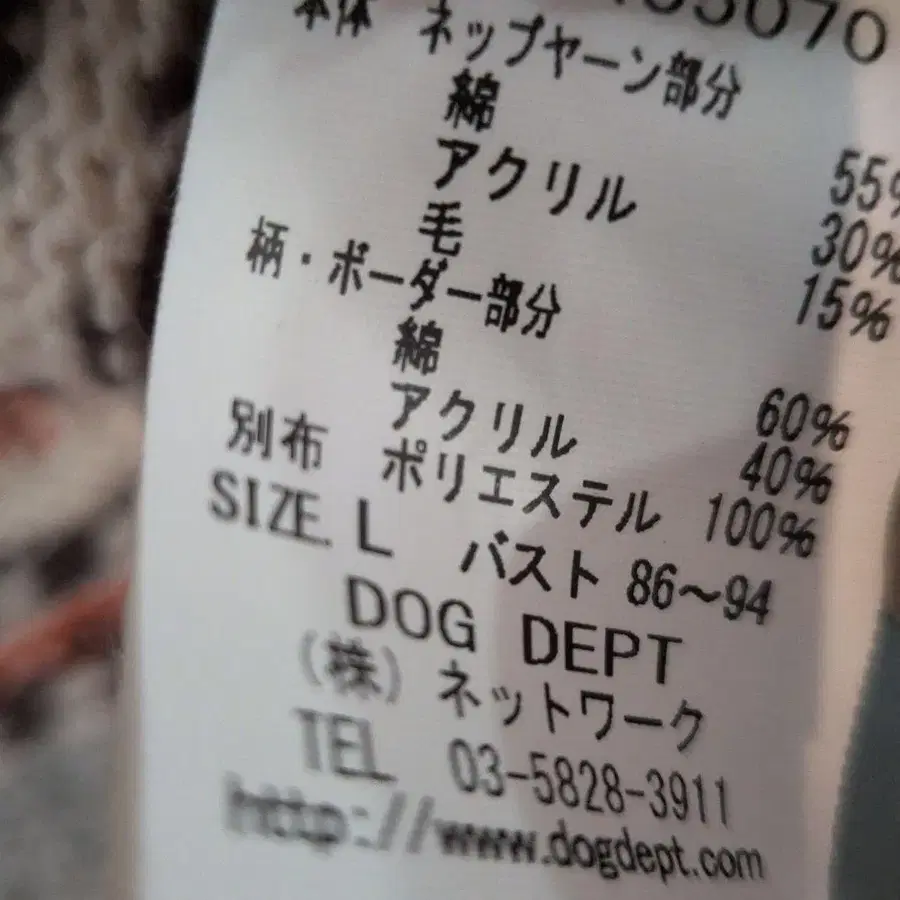 5070
本体 ネップヤーン部分
綿 55%
アクリル 30%
毛 15%
柄・ボーダー部分
綿 60%
アクリル 40%
別布 ポリエステル 100%
SIZE. L バスト 86～94
DOG DEPT
(株) ネットワーク
TEL 03-5828-3911
http://www.dogdept.com